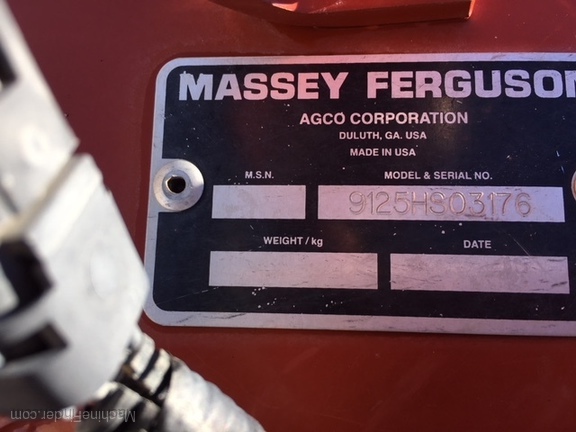 MASSEY FERGUSON
AGCO CORPORATION
DULUTH, GA. USA
MADE IN USA
M.S.N. MODEL & SERIAL NO.
9125HS03176
WEIGHT / kg DATE
MachineFinder.com